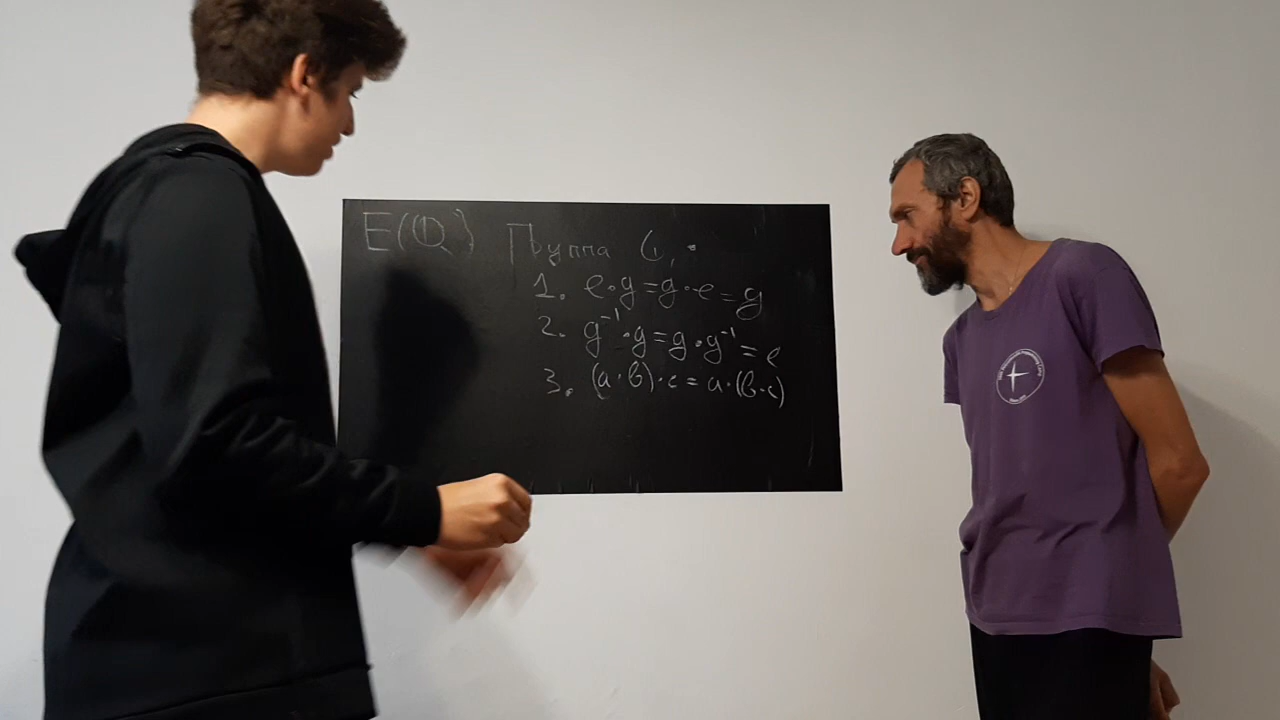 E(Q)
Группа G, •
1. e·g=g·e=g
2. g⁻¹·g=g·g⁻¹=e
3. (a·b)·c=a·(b·c)